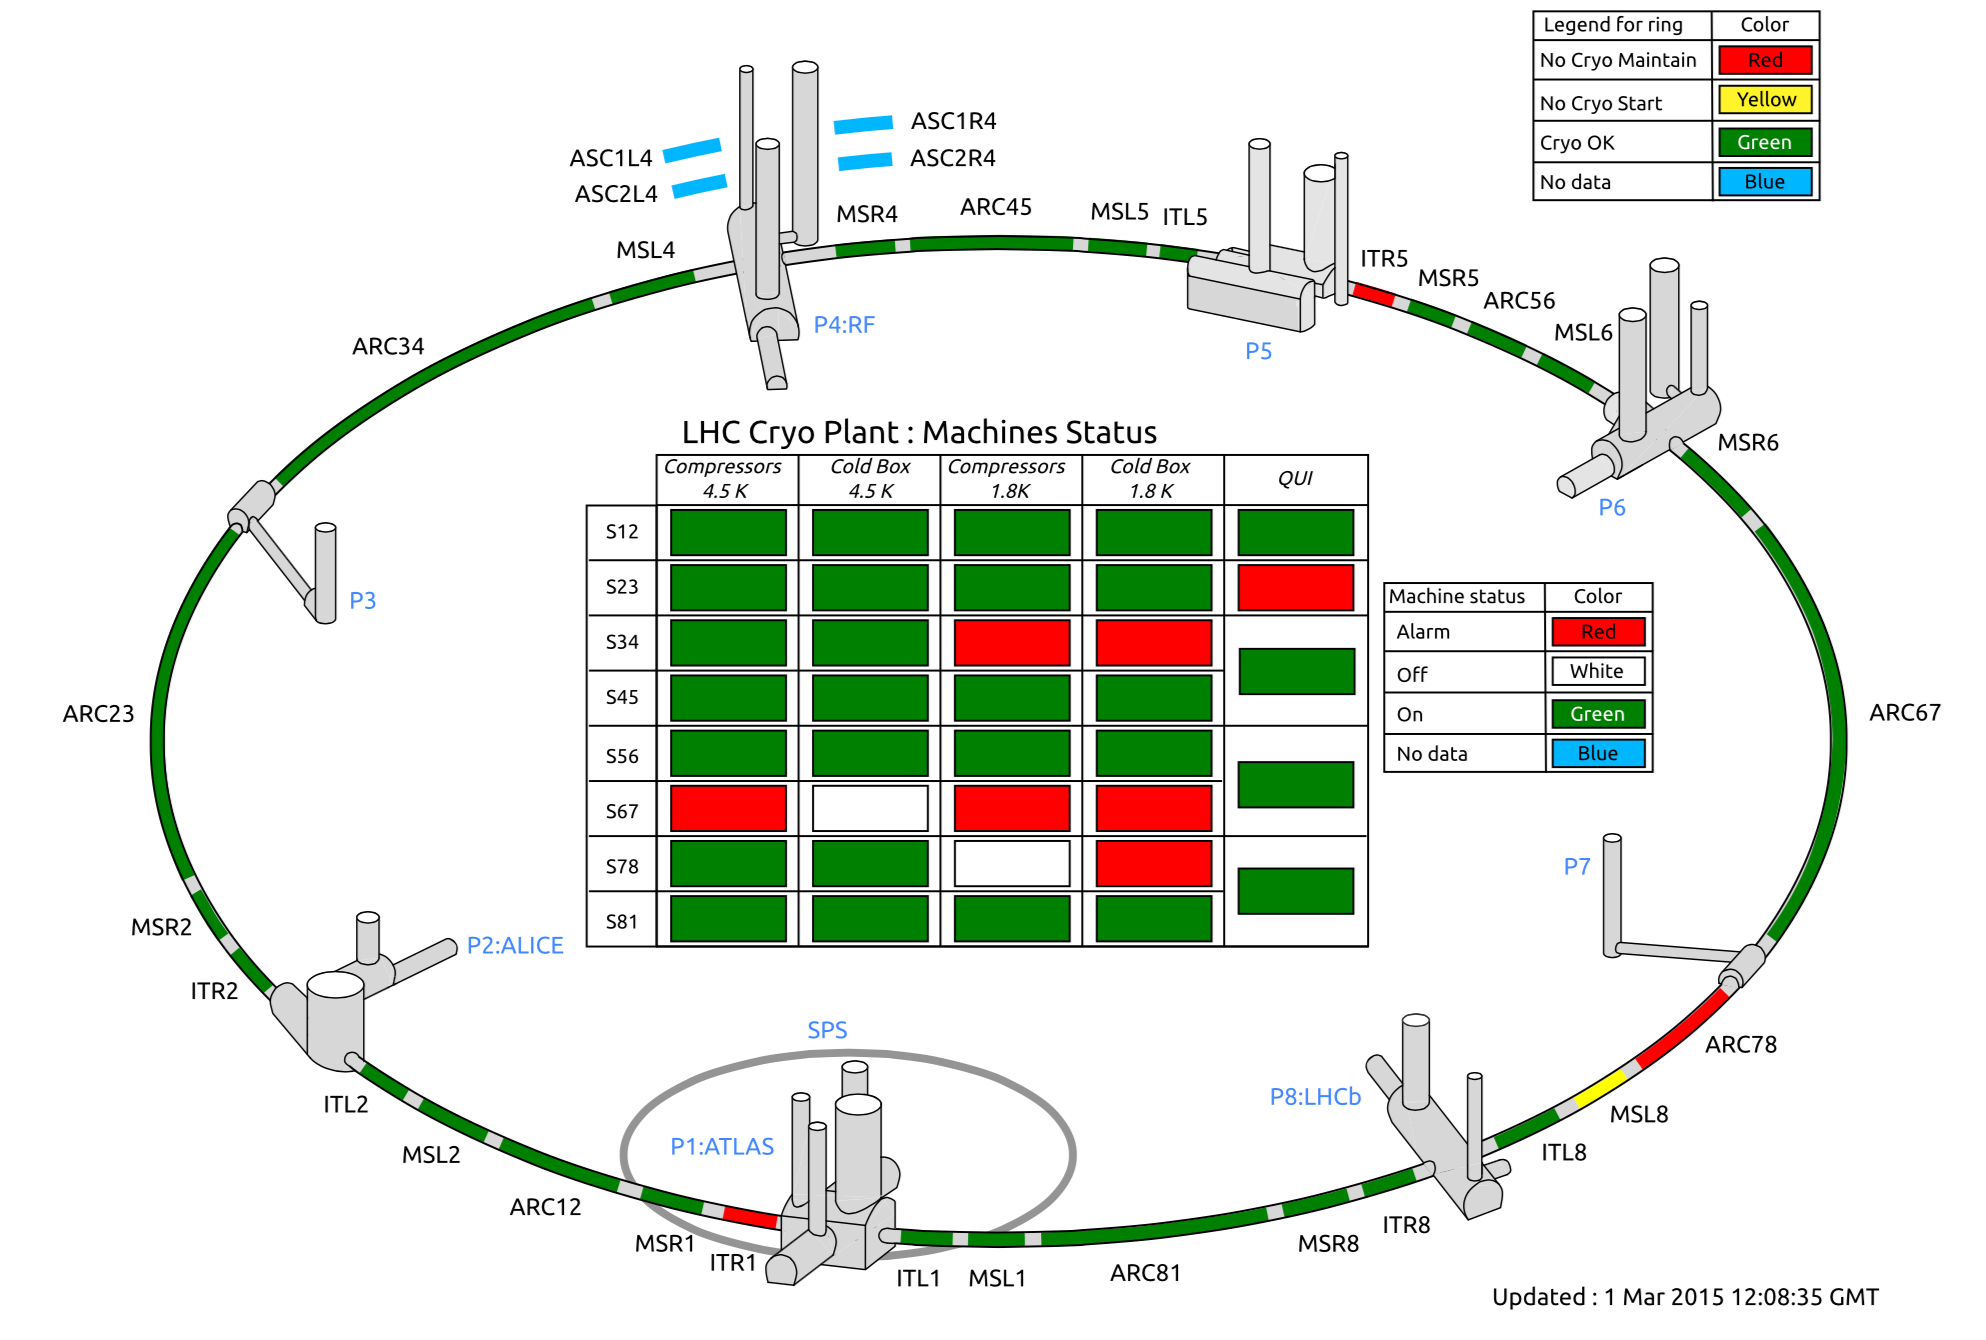 Legend for ring Color
No Cryo Maintain Red
No Cryo Start Yellow
Cryo OK Green
No data Blue
ASC1R4
ASC1L4
ASC2R4
ASC2L4
MSR4
ARC45
MSL5
ITL5
MSL4
ITR5
MSR5
ARC56
P4:RF
MSL6
ARC34
P5
LHC Cryo Plant : Machines Status
MSR6
Compressors
4.5 K
Cold Box
4.5 K
Compressors
1.8K
Cold Box
1.8 K
QUI
P6
S12
S23
S34
S45
S56
S67
S78
S81
P3
Machine status Color
Alarm Red
Off White
On Green
No data Blue
ARC23
ARC67
P7
MSR2
P2:ALICE
ITR2
SPS
ARC78
P8:LHCb
ITL2
MSL8
P1:ATLAS
MSL2
ITL8
ARC12
ITR8
MSR1
MSR8
ITR1
ITL1
MSL1
ARC81
Updated : 1 Mar 2015 12:08:35 GMT